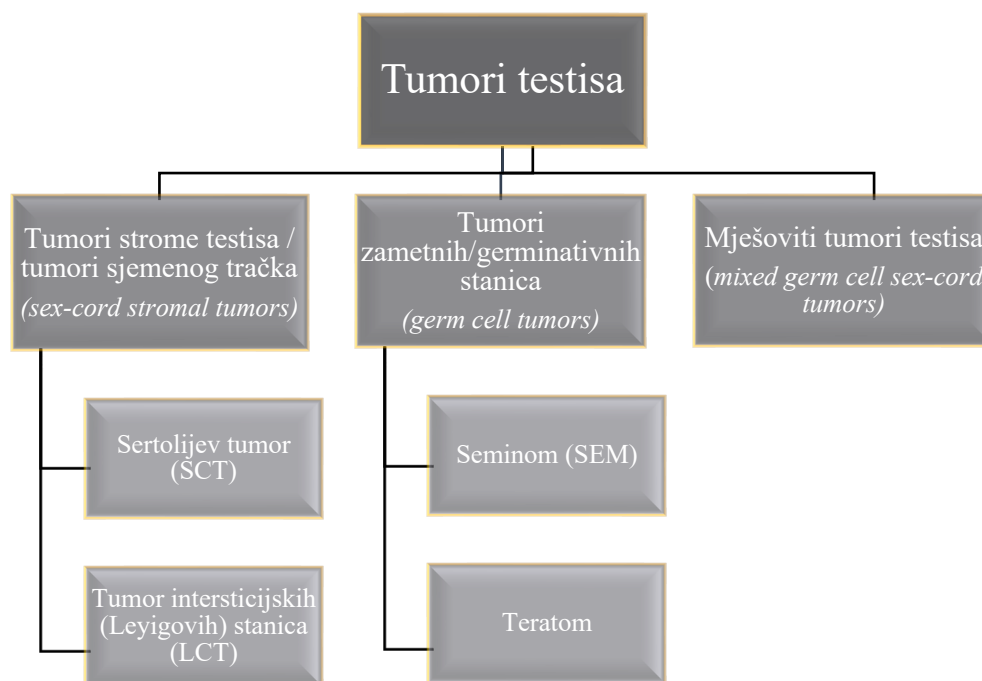 Tumori testisa
Tumori strome testisa /
tumori sjemenog tračka
(sex-cord stromal tumors)
Tumori
zametnih/germinativnih
stanica
(germ cell tumors)
Mješoviti tumori testisa
(mixed germ cell sex-cord
tumors)
Sertolijev tumor
(SCT)
Seminom (SEM)
Tumor intersticijskih
(Leyigovih) stanica
(LCT)
Teratom